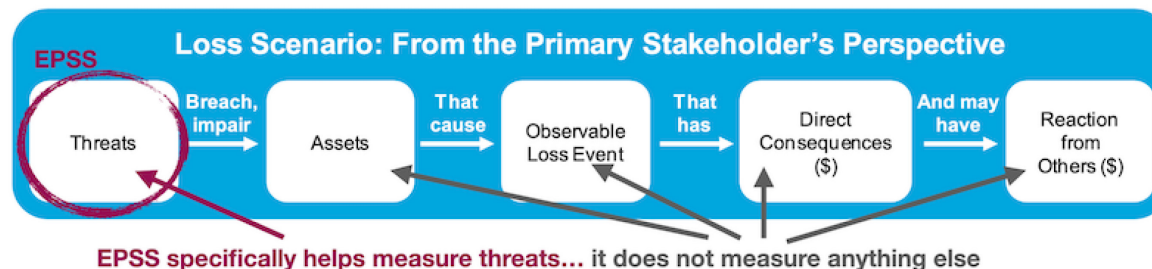 Loss Scenario: From the Primary Stakeholder's Perspective
EPSS
Threats
Breach,
impair
Assets
That
cause
Observable
Loss Event
That
has
Direct
Consequences
($)
And may
have
Reaction
from
Others ($)
EPSS specifically helps measure threats... it does not measure anything else